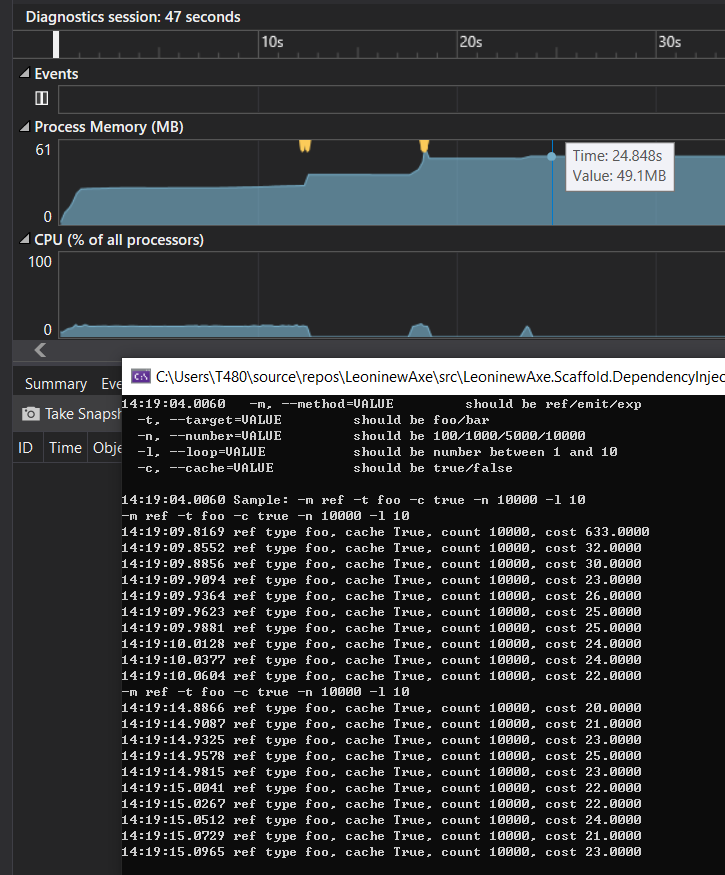 Diagnostics session: 47 seconds
10s
20s
30s
Events
Process Memory (MB)
61
0
Time: 24.848s
Value: 49.1MB
CPU (% of all processors)
100
0
C:\Users\T480\source\repos\LeoninewAxe\src\LeoninewAxe.Scaffold.DependencyInjec
Summary
Eve
Take Snapsh
ID
Time
Obje
14:19:04.0060   -m, --method=VALUE         should be ref/emit/exp
-t, --target=VALUE         should be foo/bar
-n, --number=VALUE         should be 100/1000/5000/10000
-l, --loop=VALUE           should be number between 1 and 10
-c, --cache=VALUE          should be true/false
14:19:04.0060 Sample: -m ref -t foo -c true -n 10000 -l 10
-m ref -t foo -c true -n 10000 -l 10
14:19:09.8169 ref type foo, cache True, count 10000, cost 633.0000
14:19:09.8552 ref type foo, cache True, count 10000, cost 32.0000
14:19:09.8856 ref type foo, cache True, count 10000, cost 30.0000
14:19:09.9094 ref type foo, cache True, count 10000, cost 23.0000
14:19:09.9364 ref type foo, cache True, count 10000, cost 26.0000
14:19:09.9623 ref type foo, cache True, count 10000, cost 25.0000
14:19:09.9881 ref type foo, cache True, count 10000, cost 25.0000
14:19:10.0128 ref type foo, cache True, count 10000, cost 24.0000
14:19:10.0377 ref type foo, cache True, count 10000, cost 24.0000
14:19:10.0604 ref type foo, cache True, count 10000, cost 22.0000
-m ref -t foo -c true -n 10000 -l 10
14:19:14.8866 ref type foo, cache True, count 10000, cost 20.0000
14:19:14.9087 ref type foo, cache True, count 10000, cost 21.0000
14:19:14.9325 ref type foo, cache True, count 10000, cost 23.0000
14:19:14.9578 ref type foo, cache True, count 10000, cost 25.0000
14:19:14.9815 ref type foo, cache True, count 10000, cost 23.0000
14:19:15.0041 ref type foo, cache True, count 10000, cost 22.0000
14:19:15.0267 ref type foo, cache True, count 10000, cost 22.0000
14:19:15.0512 ref type foo, cache True, count 10000, cost 24.0000
14:19:15.0729 ref type foo, cache True, count 10000, cost 21.0000
14:19:15.0965 ref type foo, cache True, count 10000, cost 23.0000